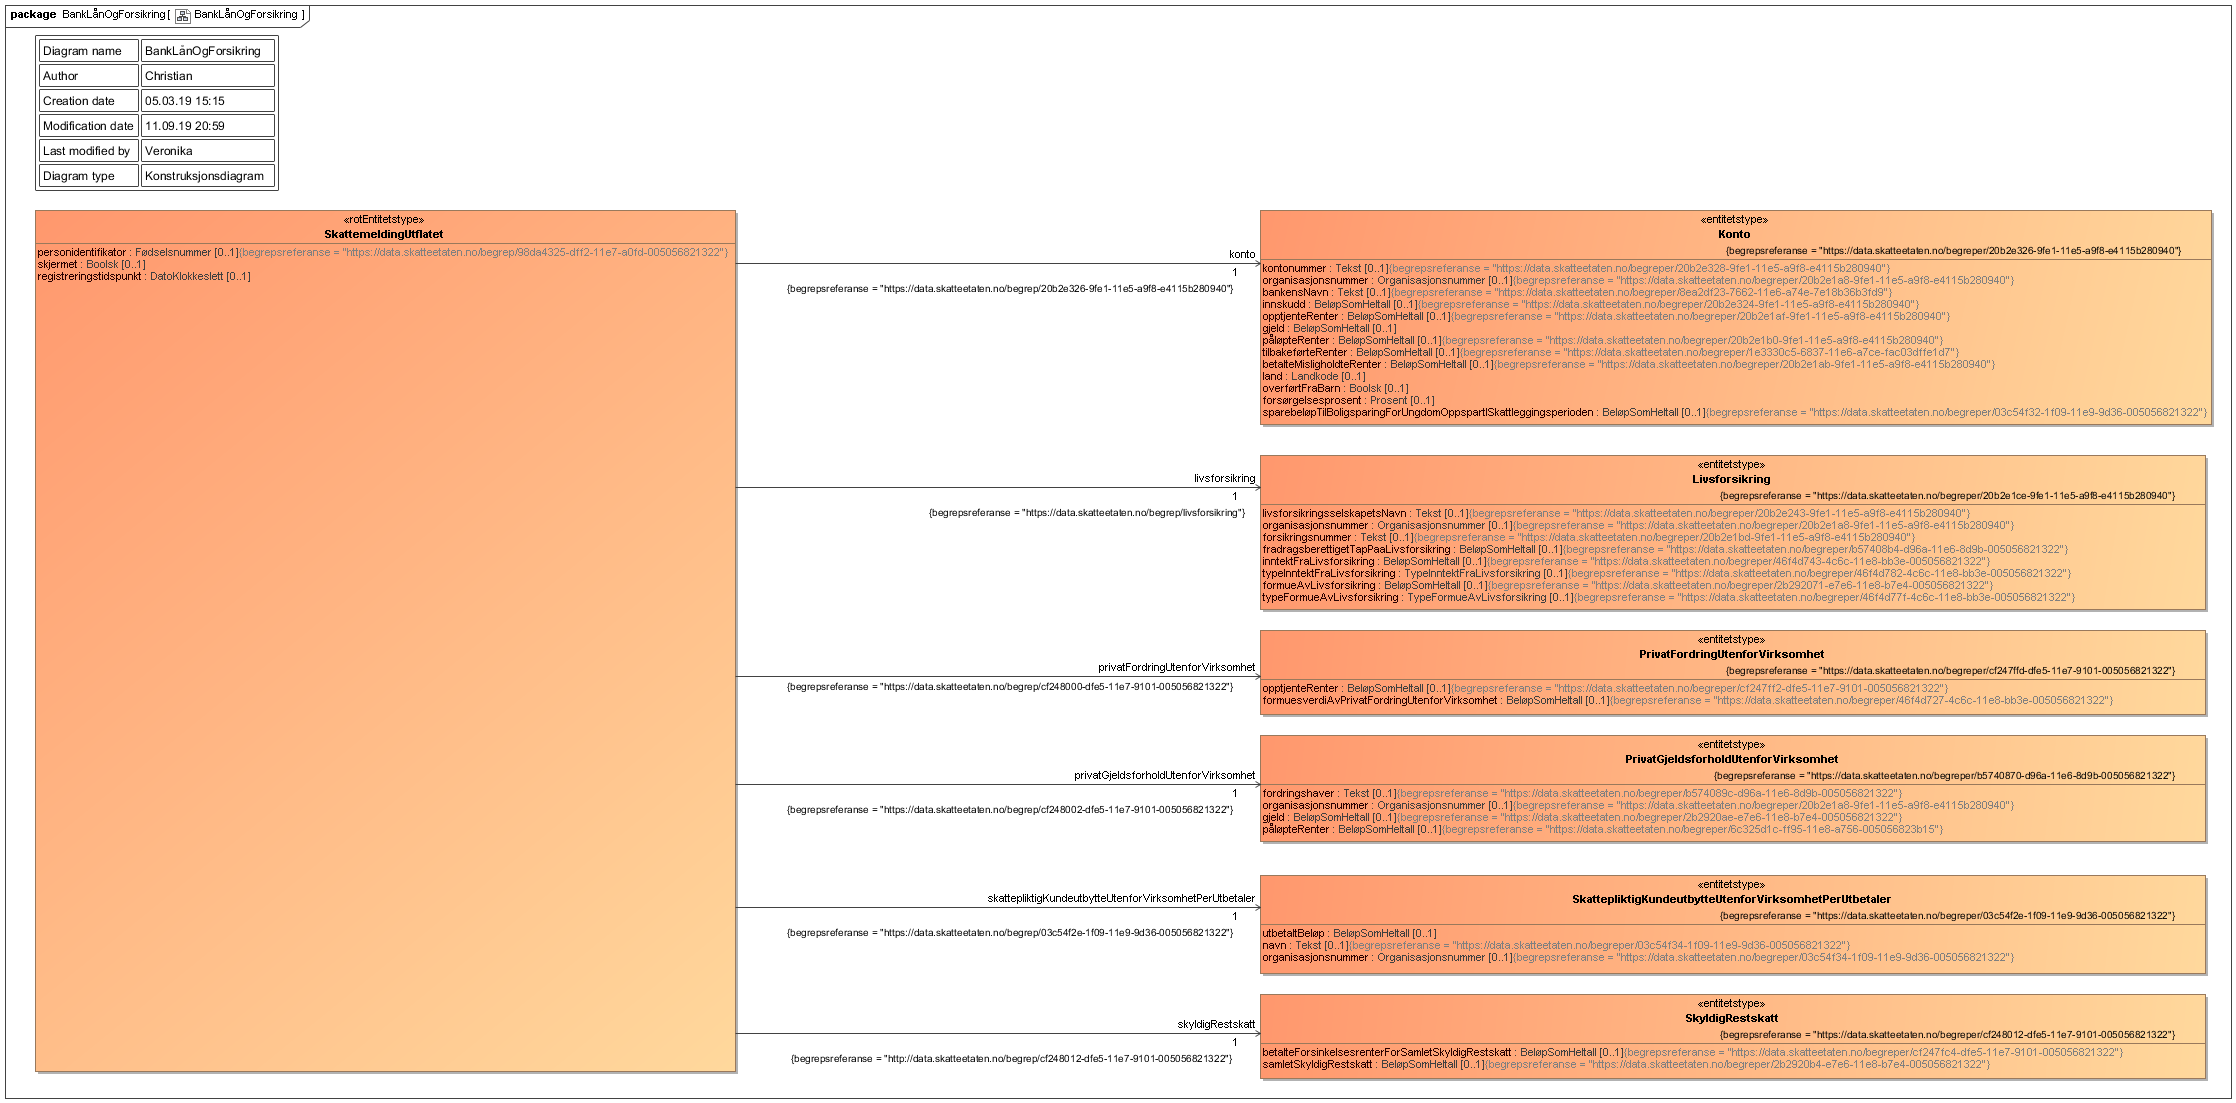 package BankLånOgForsikring [ BankLånOgForsikring ]
Diagram name BankLånOgForsikring
Author Christian
Creation date 05.03.19 15:15
Modification date 11.09.19 20:59
Last modified by Veronika
Diagram type Konstruksjonsdiagram
«rotEntitetstype»
SkattemeldingUtflatet
personidentifikator : Fødselsnummer [0..1]{begrepsreferanse = "https://data.skatteetaten.no/begrep/98da4325-dff2-11e7-a0fd-005056821322"}
skjermet : Boolsk [0..1]
registreringstidspunkt : DatoKlokkeslett [0..1]
konto
1
{begrepsreferanse = "https://data.skatteetaten.no/begrep/20b2e326-9fe1-11e5-a9f8-e4115b280940"}
«entitetstype»
Konto
{begrepsreferanse = "https://data.skatteetaten.no/begreper/20b2e326-9fe1-11e5-a9f8-e4115b280940"}
kontonummer : Tekst [0..1]{begrepsreferanse = "https://data.skatteetaten.no/begreper/20b2e328-9fe1-11e5-a9f8-e4115b280940"}
organisasjonsnummer : Organisasjonsnummer [0..1]{begrepsreferanse = "https://data.skatteetaten.no/begreper/20b2e1a8-9fe1-11e5-a9f8-e4115b280940"}
bankensNavn : Tekst [0..1]{begrepsreferanse = "https://data.skatteetaten.no/begreper/8ea2df23-7662-11e6-a74e-7e16b36b3fd9"}
innskudd : BeløpSomHeltall [0..1]{begrepsreferanse = "https://data.skatteetaten.no/begreper/20b2e324-9fe1-11e5-a9f8-e4115b280940"}
opptjenteRenter : BeløpSomHeltall [0..1]{begrepsreferanse = "https://data.skatteetaten.no/begreper/20b2e1af-9fe1-11e5-a9f8-e4115b280940"}
gjeld : BeløpSomHeltall [0..1]
påløpteRenter : BeløpSomHeltall [0..1]{begrepsreferanse = "https://data.skatteetaten.no/begreper/20b2e1b0-9fe1-11e5-a9f8-e4115b280940"}
tilbakeførteRenter : BeløpSomHeltall [0..1]{begrepsreferanse = "https://data.skatteetaten.no/begreper/1e3330c5-6837-11e6-a7ce-fac03dffe1d7"}
betalteMisligholdteRenter : BeløpSomHeltall [0..1]{begrepsreferanse = "https://data.skatteetaten.no/begreper/20b2e1ab-9fe1-11e5-a9f8-e4115b280940"}
land : Landkode [0..1]
overførtFraBarn : Boolsk [0..1]
forsørgelsesprosent : Prosent [0..1]
sparebeløpTilBoligsparingForUngdomOppspartISkattleggingsperioden : BeløpSomHeltall [0..1]{begrepsreferanse = "https://data.skatteetaten.no/begreper/03c54f32-1f09-11e9-9d36-005056821322"}
livsforsikring
1
{begrepsreferanse = "https://data.skatteetaten.no/begrep/livsforsikring"}
«entitetstype»
Livsforsikring
{begrepsreferanse = "https://data.skatteetaten.no/begreper/20b2e1ce-9fe1-11e5-a9f8-e4115b280940"}
livsforsikringsselskapetsNavn : Tekst [0..1]{begrepsreferanse = "https://data.skatteetaten.no/begreper/20b2e243-9fe1-11e5-a9f8-e4115b280940"}
organisasjonsnummer : Organisasjonsnummer [0..1]{begrepsreferanse = "https://data.skatteetaten.no/begreper/20b2e1a8-9fe1-11e5-a9f8-e4115b280940"}
forsikringsnummer : Tekst [0..1]{begrepsreferanse = "https://data.skatteetaten.no/begreper/20b2e1bd-9fe1-11e5-a9f8-e4115b280940"}
fradragsberettigetTapPaaLivsforsikring : BeløpSomHeltall [0..1]{begrepsreferanse = "https://data.skatteetaten.no/begreper/b57408b4-d96a-11e6-8d9b-005056821322"}
inntektFraLivsforsikring : BeløpSomHeltall [0..1]{begrepsreferanse = "https://data.skatteetaten.no/begreper/46f4d743-4c6c-11e8-bb3e-005056821322"}
typeInntektFraLivsforsikring : TypeInntektFraLivsforsikring [0..1]{begrepsreferanse = "https://data.skatteetaten.no/begreper/46f4d782-4c6c-11e8-bb3e-005056821322"}
formueAvLivsforsikring : BeløpSomHeltall [0..1]{begrepsreferanse = "https://data.skatteetaten.no/begreper/2b292071-e7e6-11e8-b7e4-005056821322"}
typeFormueAvLivsforsikring : TypeFormueAvLivsforsikring [0..1]{begrepsreferanse = "https://data.skatteetaten.no/begreper/46f4d77f-4c6c-11e8-bb3e-005056821322"}
privatFordringUtenforVirksomhet
1
{begrepsreferanse = "https://data.skatteetaten.no/begrep/cf248000-dfe5-11e7-9101-005056821322"}
«entitetstype»
PrivatFordringUtenforVirksomhet
{begrepsreferanse = "https://data.skatteetaten.no/begreper/cf247ffd-dfe5-11e7-9101-005056821322"}
opptjenteRenter : BeløpSomHeltall [0..1]{begrepsreferanse = "https://data.skatteetaten.no/begreper/cf247ff2-dfe5-11e7-9101-005056821322"}
formuesverdiAvPrivatFordringUtenforVirksomhet : BeløpSomHeltall [0..1]{begrepsreferanse = "https://data.skatteetaten.no/begreper/46f4d727-4c6c-11e8-bb3e-005056821322"}
privatGjeldsforholdUtenforVirksomhet
1
{begrepsreferanse = "https://data.skatteetaten.no/begrep/cf248002-dfe5-11e7-9101-005056821322"}
«entitetstype»
PrivatGjeldsforholdUtenforVirksomhet
{begrepsreferanse = "https://data.skatteetaten.no/begreper/b5740870-d96a-11e6-8d9b-005056821322"}
fordringshaver : Tekst [0..1]{begrepsreferanse = "https://data.skatteetaten.no/begreper/b574089c-d96a-11e6-8d9b-005056821322"}
organisasjonsnummer : Organisasjonsnummer [0..1]{begrepsreferanse = "https://data.skatteetaten.no/begreper/20b2e1a8-9fe1-11e5-a9f8-e4115b280940"}
gjeld : BeløpSomHeltall [0..1]{begrepsreferanse = "https://data.skatteetaten.no/begreper/2b2920ae-e7e6-11e8-b7e4-005056821322"}
påløpteRenter : BeløpSomHeltall [0..1]{begrepsreferanse = "https://data.skatteetaten.no/begreper/6c325d1c-ff95-11e8-a756-005056823b15"}
skattepliktigKundeutbytteUtenforVirksomhetPerUtbetaler
1
{begrepsreferanse = "https://data.skatteetaten.no/begrep/03c54f2e-1f09-11e9-9d36-005056821322"}
«entitetstype»
SkattepliktigKundeutbytteUtenforVirksomhetPerUtbetaler
{begrepsreferanse = "https://data.skatteetaten.no/begreper/03c54f2e-1f09-11e9-9d36-005056821322"}
utbetaltBeløp : BeløpSomHeltall [0..1]
navn : Tekst [0..1]{begrepsreferanse = "https://data.skatteetaten.no/begreper/03c54f34-1f09-11e9-9d36-005056821322"}
organisasjonsnummer : Organisasjonsnummer [0..1]{begrepsreferanse = "https://data.skatteetaten.no/begreper/03c54f34-1f09-11e9-9d36-005056821322"}
skyldigRestskatt
1
{begrepsreferanse = "http://data.skatteetaten.no/begrep/cf248012-dfe5-11e7-9101-005056821322"}
«entitetstype»
SkyldigRestskatt
{begrepsreferanse = "https://data.skatteetaten.no/begreper/cf248012-dfe5-11e7-9101-005056821322"}
betalteForsinkelsesrenterForSamletSkyldigRestskatt : BeløpSomHeltall [0..1]{begrepsreferanse = "https://data.skatteetaten.no/begreper/cf247fc4-dfe5-11e7-9101-005056821322"}
samletSkyldigRestskatt : BeløpSomHeltall [0..1]{begrepsreferanse = "https://data.skatteetaten.no/begreper/2b2920b4-e7e6-11e8-b7e4-005056821322"}